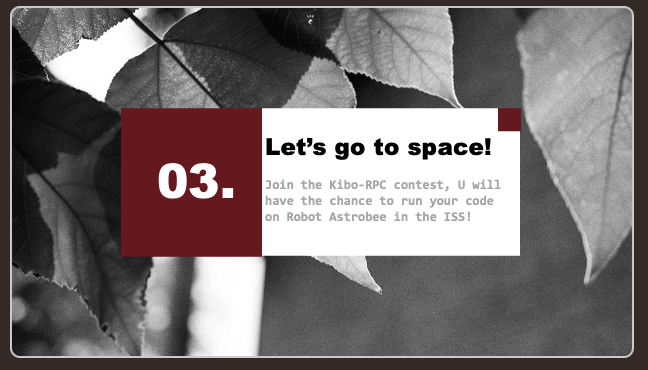 03.
Let’s go to space!
Join the Kibo-RPC contest, U will
have the chance to run your code
on Robot Astrobee in the ISS!